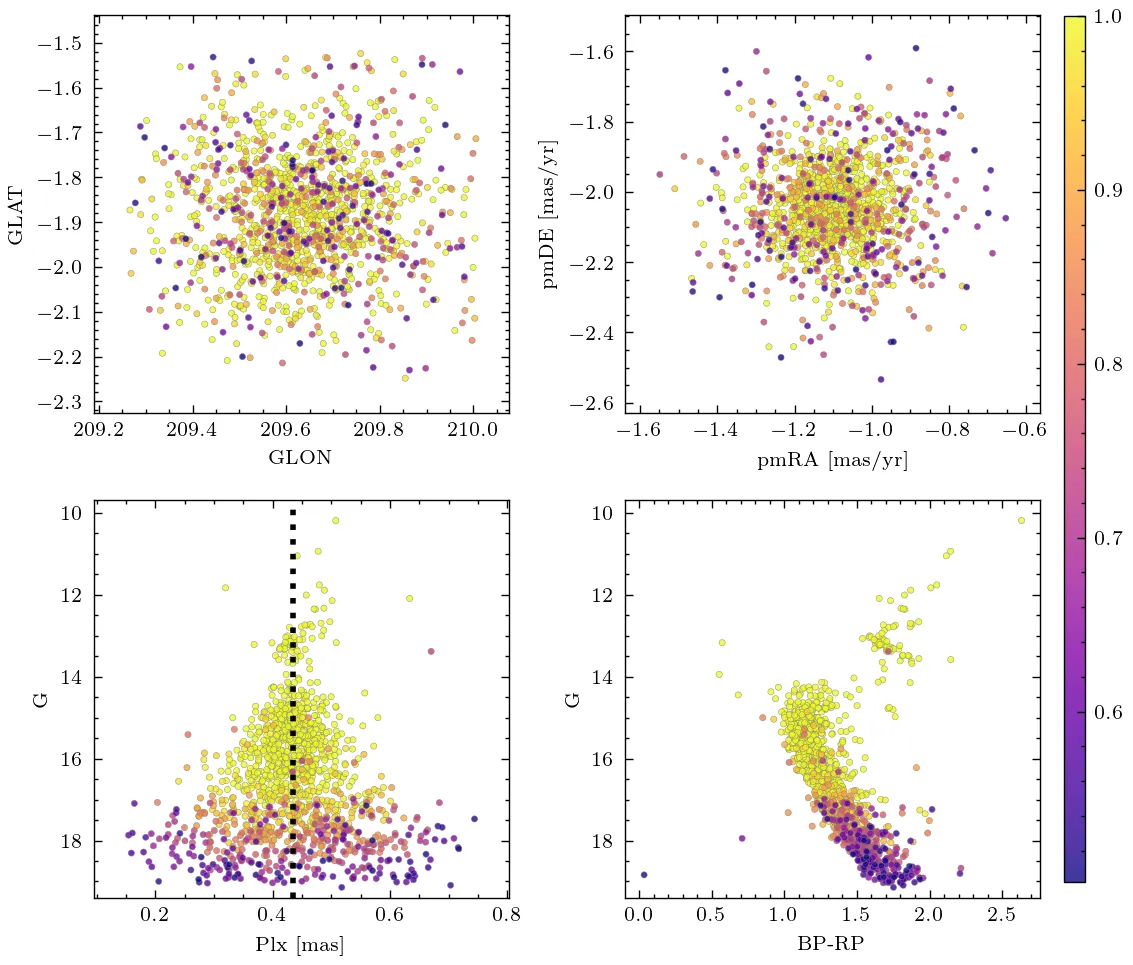 −1.5
−1.6
−1.7
−1.8
−1.9
−2.0
−2.1
−2.2
−2.3
GLAT
209.2 209.4 209.6 209.8 210.0
GLON
−1.6
−1.8
−2.0
−2.2
−2.4
−2.6
pmDE [mas/yr]
−1.6 −1.4 −1.2 −1.0 −0.8 −0.6
pmRA [mas/yr]
1.0
0.9
0.8
0.7
0.6
10
12
14
16
18
G
0.2 0.4 0.6 0.8
Plx [mas]
10
12
14
16
18
G
0.0 0.5 1.0 1.5 2.0 2.5
BP-RP